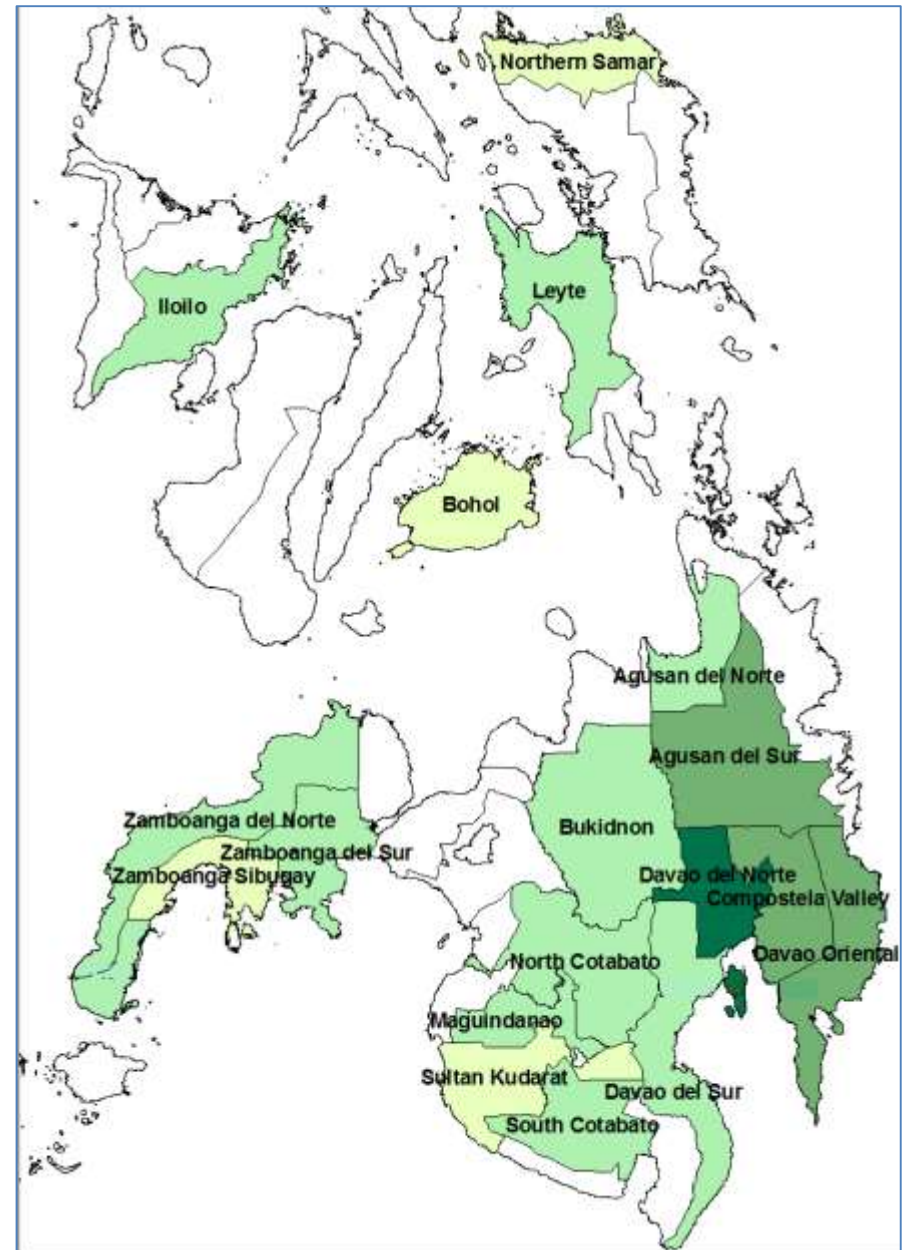 Northern Samar
Iloilo
Leyte
Bohol
Agusan del Norte
Agusan del Sur
Zamboanga del Norte
Bukidnon
Zamboanga del Sur
Zamboanga Sibugay
Davao del Norte
Compostela Valley
Davao Oriental
North Cotabato
Maguindanao
Sultan Kudarat
Davao del Sur
South Cotabato